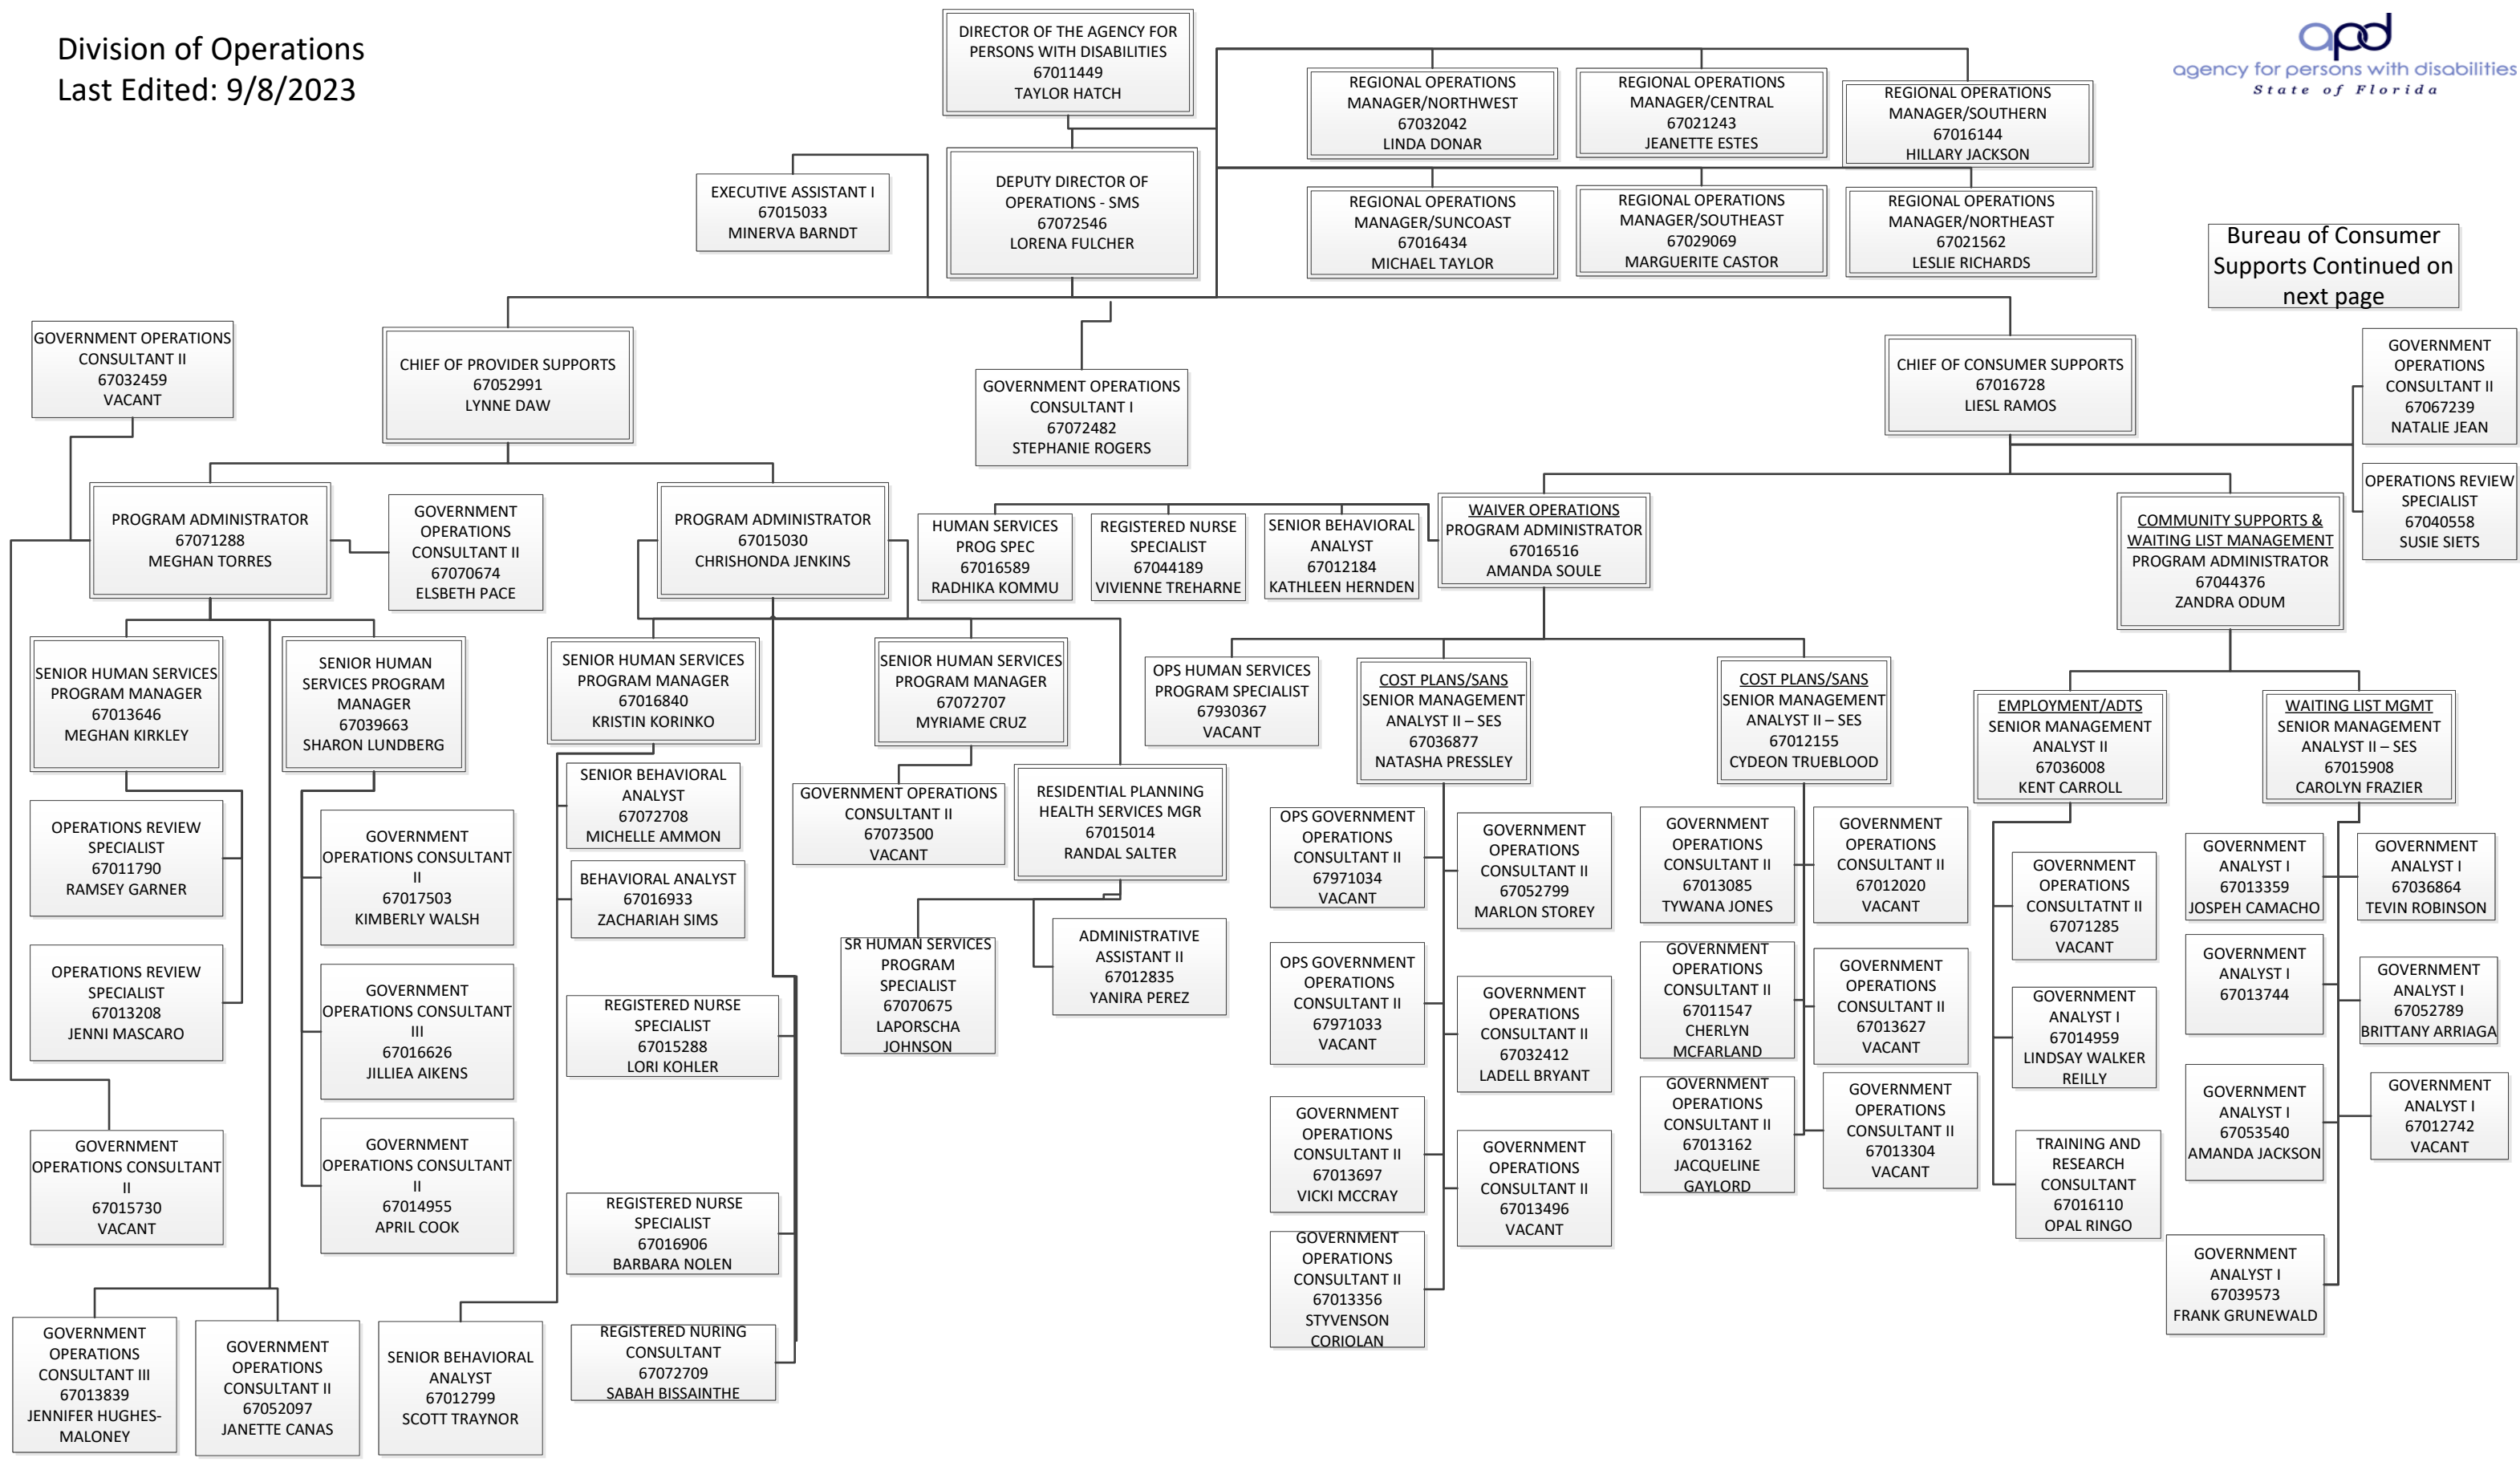 Division of Operations
Last Edited: 9/8/2023
DIRECTOR OF THE AGENCY FOR
PERSONS WITH DISABILITIES
67011449
TAYLOR HATCH
apd
agency for persons with disabilities
State of Florida
REGIONAL OPERATIONS
MANAGER/NORTHWEST
67032042
LINDA DONAR
REGIONAL OPERATIONS
MANAGER/CENTRAL
67021243
JEANETTE ESTES
REGIONAL OPERATIONS
MANAGER/SOUTHERN
67016144
HILLARY JACKSON
EXECUTIVE ASSISTANT I
67015033
MINERVA BARNDT
DEPUTY DIRECTOR OF
OPERATIONS - SMS
67072546
LORENA FULCHER
REGIONAL OPERATIONS
MANAGER/SUNCOAST
67016434
MICHAEL TAYLOR
REGIONAL OPERATIONS
MANAGER/SOUTHEAST
67029069
MARGUERITE CASTOR
REGIONAL OPERATIONS
MANAGER/NORTHEAST
67021562
LESLIE RICHARDS
Bureau of Consumer
Supports Continued on
next page
GOVERNMENT OPERATIONS
CONSULTANT II
67032459
VACANT
CHIEF OF PROVIDER SUPPORTS
67052991
LYNNE DAW
GOVERNMENT OPERATIONS
CONSULTANT I
67072482
STEPHANIE ROGERS
CHIEF OF CONSUMER SUPPORTS
67016728
LIESL RAMOS
GOVERNMENT
OPERATIONS
CONSULTANT II
67067239
NATALIE JEAN
OPERATIONS REVIEW
SPECIALIST
67040558
SUSIE SIETS
PROGRAM ADMINISTRATOR
67071288
MEGHAN TORRES
GOVERNMENT
OPERATIONS
CONSULTANT II
67070674
ELSBETH PACE
PROGRAM ADMINISTRATOR
67015030
CHRISHONDA JENKINS
HUMAN SERVICES
PROG SPEC
67016589
RADHIKA KOMMU
REGISTERED NURSE
SPECIALIST
67044189
VIVIENNE TREHARNE
SENIOR BEHAVIORAL
ANALYST
67012184
KATHLEEN HERNDEN
WAIVER OPERATIONS
PROGRAM ADMINISTRATOR
67016516
AMANDA SOULE
COMMUNITY SUPPORTS &
WAITING LIST MANAGEMENT
PROGRAM ADMINISTRATOR
67044376
ZANDRA ODUM
SENIOR HUMAN SERVICES
PROGRAM MANAGER
67013646
MEGHAN KIRKLEY
SENIOR HUMAN
SERVICES PROGRAM
MANAGER
67039663
SHARON LUNDBERG
SENIOR HUMAN SERVICES
PROGRAM MANAGER
67016840
KRISTIN KORINKO
SENIOR HUMAN SERVICES
PROGRAM MANAGER
67072707
MYRIAME CRUZ
OPS HUMAN SERVICES
PROGRAM SPECIALIST
67930367
VACANT
COST PLANS/SANS
SENIOR MANAGEMENT
ANALYST II – SES
67036877
NATASHA PRESSLEY
COST PLANS/SANS
SENIOR MANAGEMENT
ANALYST II – SES
67012155
CYDEON TRUEBLOOD
EMPLOYMENT/ADTS
SENIOR MANAGEMENT
ANALYST II
67036008
KENT CARROLL
WAITING LIST MGMT
SENIOR MANAGEMENT
ANALYST II – SES
67015908
CAROLYN FRAZIER
OPERATIONS REVIEW
SPECIALIST
67011790
RAMSEY GARNER
OPERATIONS REVIEW
SPECIALIST
67013208
JENNI MASCARO
GOVERNMENT
OPERATIONS CONSULTANT
II
67015730
VACANT
GOVERNMENT
OPERATIONS CONSULTANT
II
67017503
KIMBERLY WALSH
GOVERNMENT
OPERATIONS CONSULTANT
III
67016626
JILLIEA AIKENS
GOVERNMENT
OPERATIONS CONSULTANT
II
67014955
APRIL COOK
SENIOR BEHAVIORAL
ANALYST
67072708
MICHELLE AMMON
BEHAVIORAL ANALYST
67016933
ZACHARIAH SIMS
GOVERNMENT OPERATIONS
CONSULTANT II
67073500
VACANT
RESIDENTIAL PLANNING
HEALTH SERVICES MGR
67015014
RANDAL SALTER
SR HUMAN SERVICES
PROGRAM
SPECIALIST
67070675
LAPORSCHA
JOHNSON
ADMINISTRATIVE
ASSISTANT II
67012835
YANIRA PEREZ
REGISTERED NURSE
SPECIALIST
67015288
LORI KOHLER
REGISTERED NURSE
SPECIALIST
67016906
BARBARA NOLEN
REGISTERED NURING
CONSULTANT
67072709
SABAH BISSAINTHE
OPS GOVERNMENT
OPERATIONS
CONSULTANT II
67971034
VACANT
GOVERNMENT
OPERATIONS
CONSULTANT II
67052799
MARLON STOREY
OPS GOVERNMENT
OPERATIONS
CONSULTANT II
67971033
VACANT
GOVERNMENT
OPERATIONS
CONSULTANT II
67032412
LADELL BRYANT
GOVERNMENT
OPERATIONS
CONSULTANT II
67013697
VICKI MCCRAY
GOVERNMENT
OPERATIONS
CONSULTANT II
67013496
VACANT
GOVERNMENT
OPERATIONS
CONSULTANT II
67013356
STYVENSON
CORIOLAN
GOVERNMENT
OPERATIONS
CONSULTANT II
67013085
TYWANA JONES
GOVERNMENT
OPERATIONS
CONSULTANT II
67012020
VACANT
GOVERNMENT
OPERATIONS
CONSULTANT II
67011547
CHERLYN
MCFARLAND
GOVERNMENT
OPERATIONS
CONSULTANT II
67013627
VACANT
GOVERNMENT
OPERATIONS
CONSULTANT II
67013162
JACQUELINE
GAYLORD
GOVERNMENT
OPERATIONS
CONSULTANT II
67013304
VACANT
GOVERNMENT
OPERATIONS
CONSULTATNT II
67071285
VACANT
GOVERNMENT
ANALYST I
67014959
LINDSAY WALKER
REILLY
TRAINING AND
RESEARCH
CONSULTANT
67016110
OPAL RINGO
GOVERNMENT
ANALYST I
67013359
JOSPEH CAMACHO
GOVERNMENT
ANALYST I
67036864
TEVIN ROBINSON
GOVERNMENT
ANALYST I
67013744
GOVERNMENT
ANALYST I
67052789
BRITTANY ARRIAGA
GOVERNMENT
ANALYST I
67053540
AMANDA JACKSON
GOVERNMENT
ANALYST I
67012742
VACANT
GOVERNMENT
ANALYST I
67039573
FRANK GRUNEWALD
GOVERNMENT
OPERATIONS
CONSULTANT III
67013839
JENNIFER HUGHES-
MALONEY
GOVERNMENT
OPERATIONS
CONSULTANT II
67052097
JANETTE CANAS
SENIOR BEHAVIORAL
ANALYST
67012799
SCOTT TRAYNOR